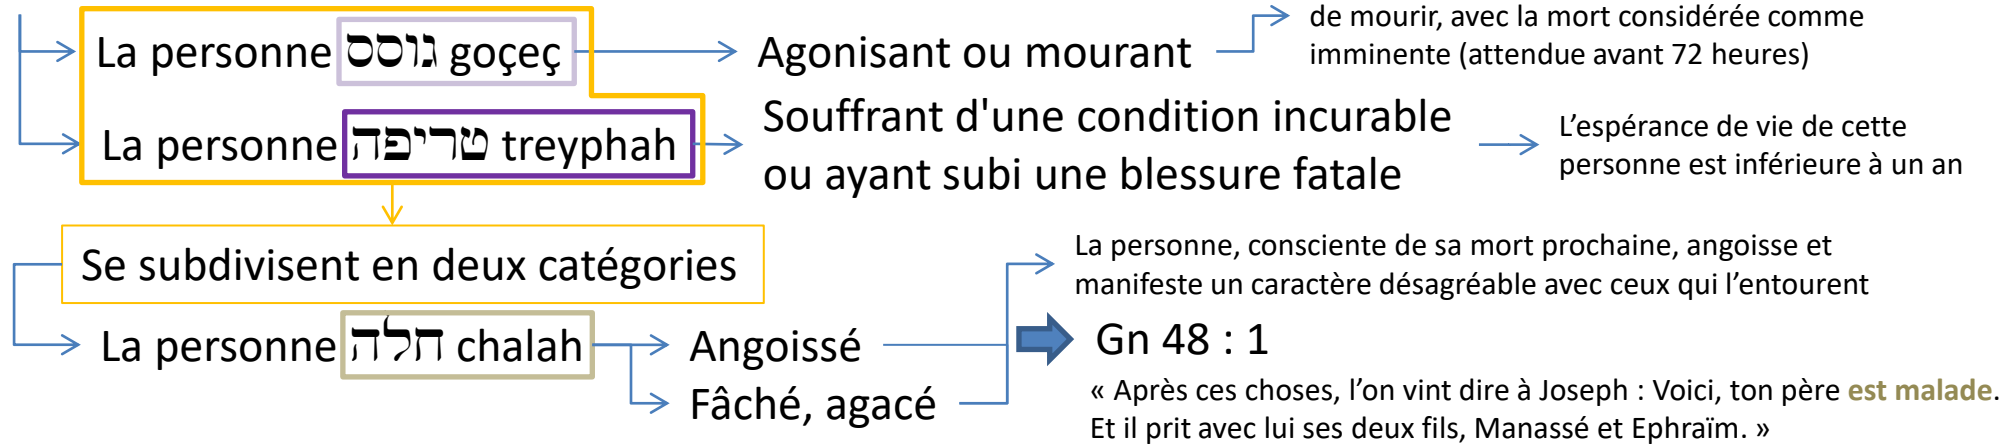 de mourir, avec la mort considérée comme
imminente (attendue avant 72 heures)
La personne גוסס goçeç
Agonisant ou mourant
La personne טריפה treyphah
Souffrant d'une condition incurable
ou ayant subi une blessure fatale
L’espérance de vie de cette
personne est inférieure à un an
Se subdivisent en deux catégories
La personne חלה chalah
Angoissé
Fâché, agacé
La personne, consciente de sa mort prochaine, angoisse et
manifeste un caractère désagréable avec ceux qui l’entourent
Gn 48 : 1
« Après ces choses, l’on vint dire à Joseph : Voici, ton père est malade.
Et il prit avec lui ses deux fils, Manassé et Ephraïm. »